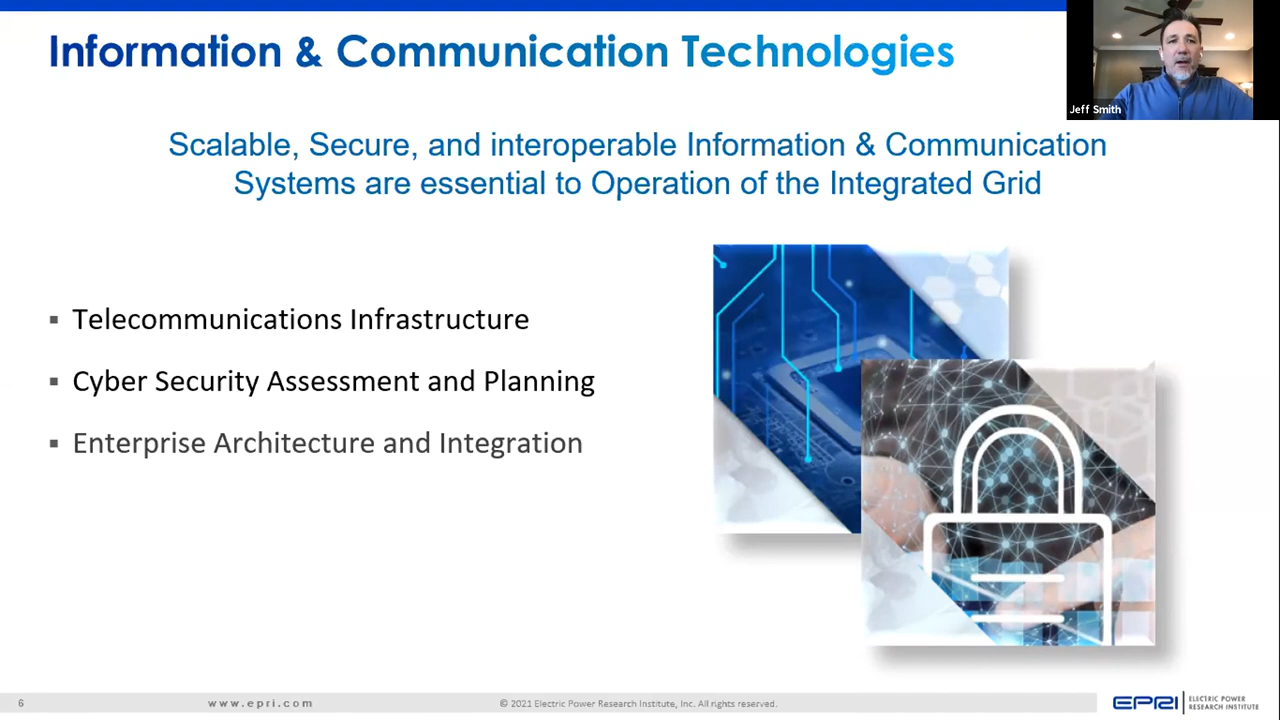 Information & Communication Technologies
Jeff Smith
Scalable, Secure, and interoperable Information & Communication
Systems are essential to Operation of the Integrated Grid
▪ Telecommunications Infrastructure
▪ Cyber Security Assessment and Planning
▪ Enterprise Architecture and Integration
6
www.epri.com
© 2021 Electric Power Research Institute, Inc. All rights reserved.
EPRI
ELECTRIC POWER
RESEARCH INSTITUTE